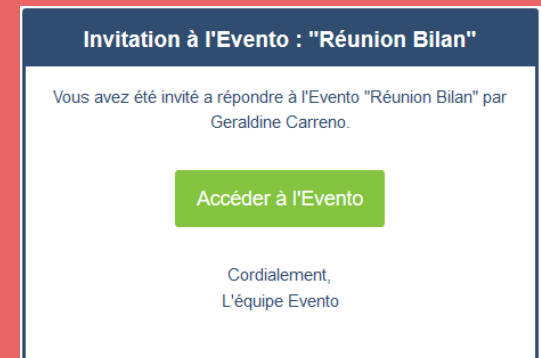 Invitation à l'Evento : "Réunion Bilan"
Vous avez été invité a répondre à l'Evento "Réunion Bilan" par
Geraldine Carreno.
Accéder à l'Evento
Cordialement,
L'équipe Evento